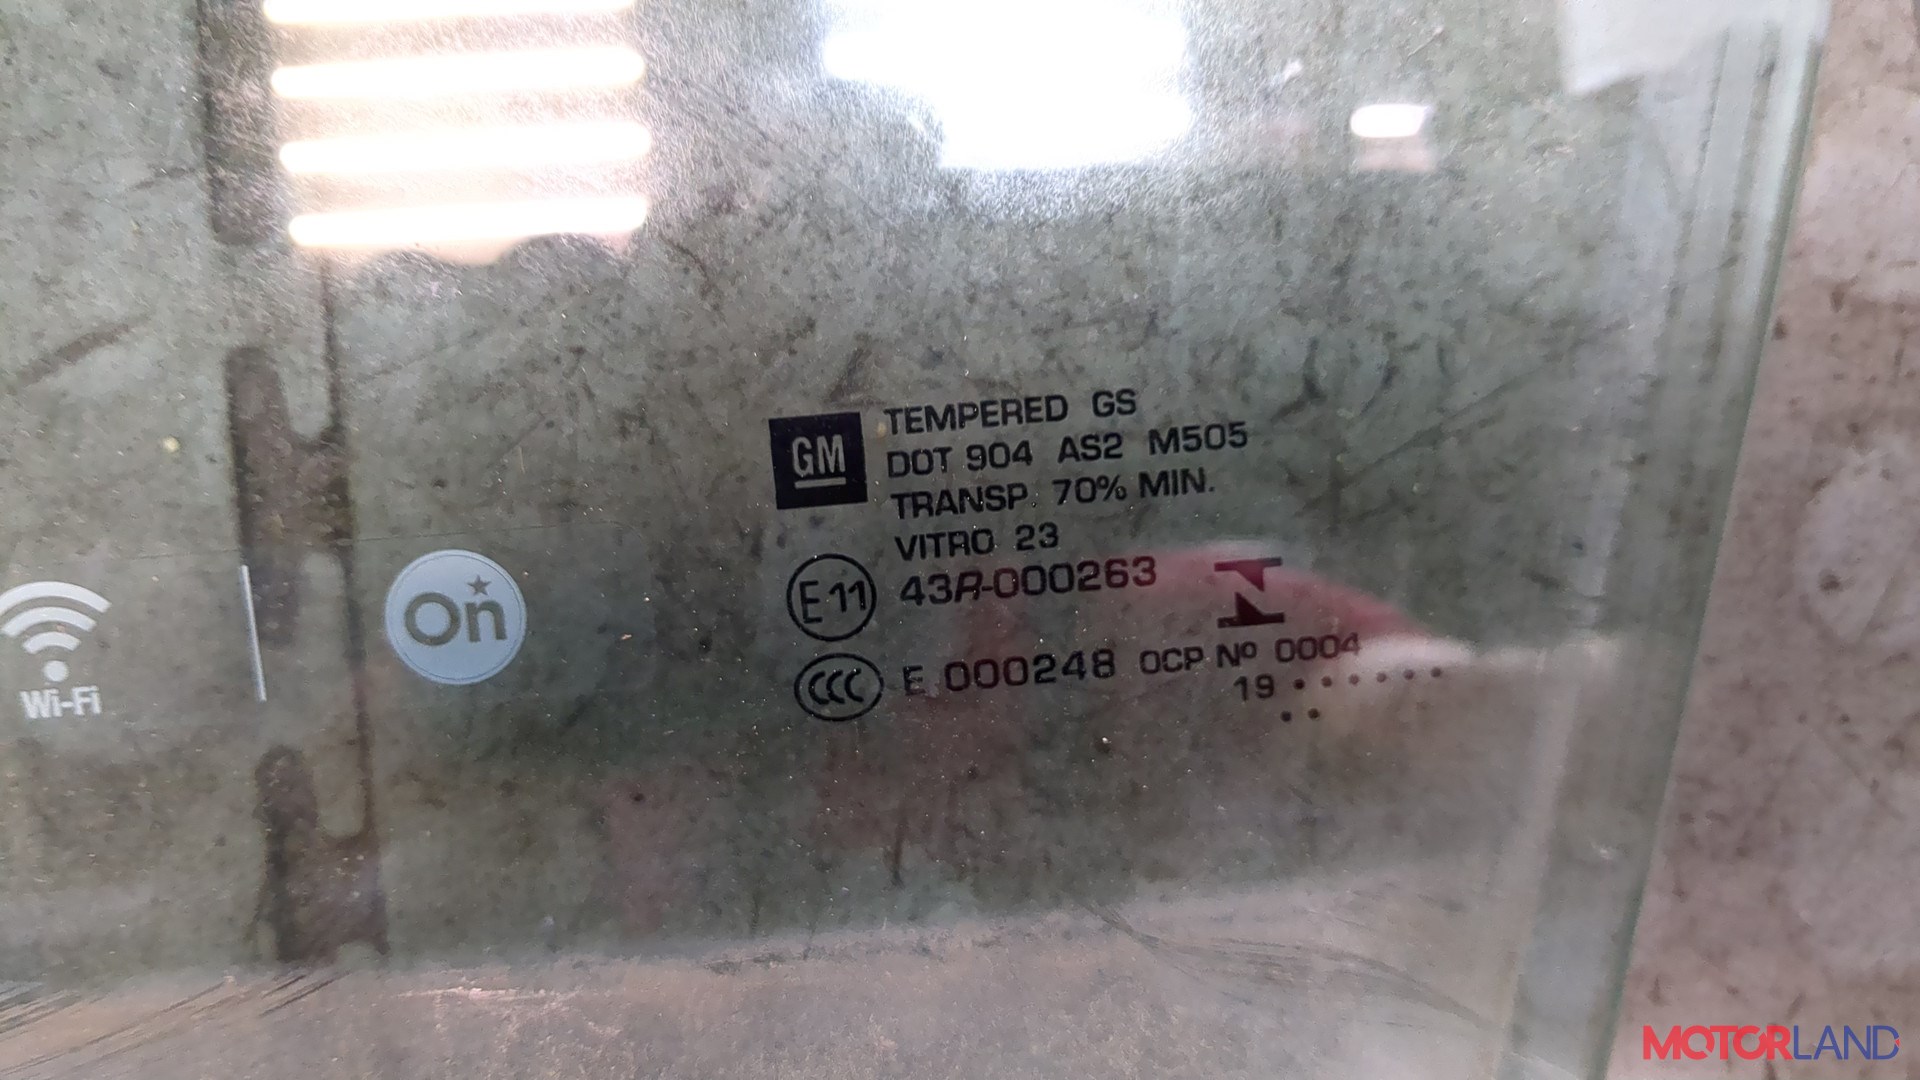 GM
TEMPERED GS
DOT 904 AS2 M505
TRANSP. 70% MIN.
VITRO 23
E11 43R-000263
CCC E 000248 OCP Nº 0004
19 . . . . . .
. .
Wi-Fi
On
MOTORLAND